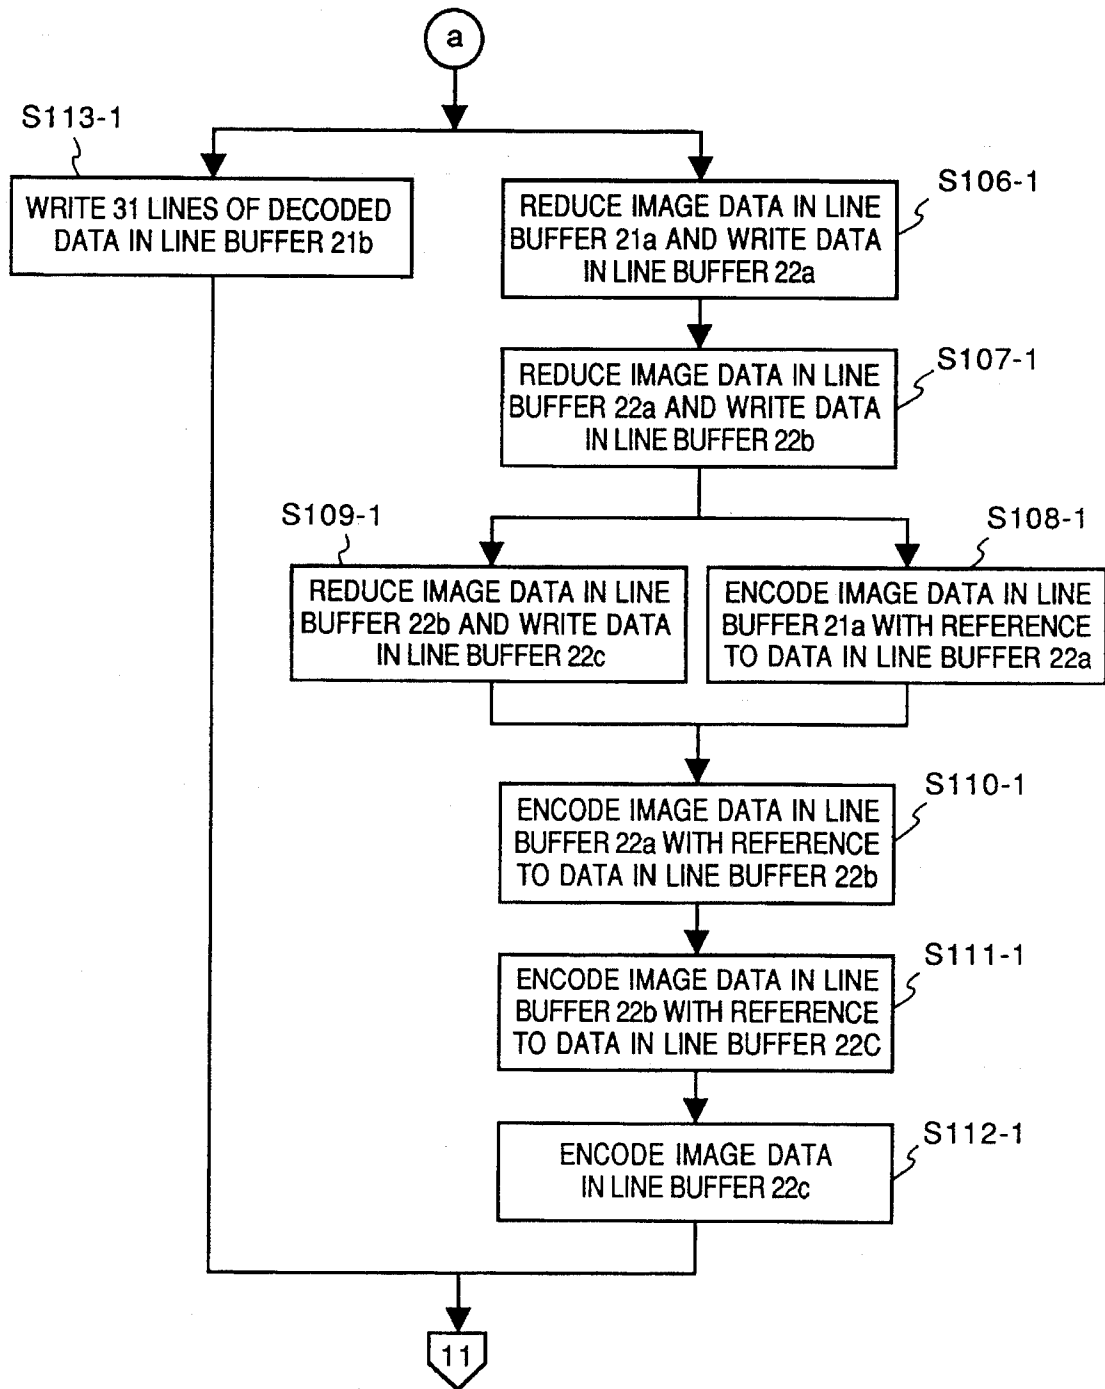 a
S113-1
WRITE 31 LINES OF DECODED
DATA IN LINE BUFFER 21b
S106-1
REDUCE IMAGE DATA IN LINE
BUFFER 21a AND WRITE DATA
IN LINE BUFFER 22a
S107-1
REDUCE IMAGE DATA IN LINE
BUFFER 22a AND WRITE DATA
IN LINE BUFFER 22b
S109-1
REDUCE IMAGE DATA IN LINE
BUFFER 22b AND WRITE DATA
IN LINE BUFFER 22c
S108-1
ENCODE IMAGE DATA IN LINE
BUFFER 21a WITH REFERENCE
TO DATA IN LINE BUFFER 22a
S110-1
ENCODE IMAGE DATA IN LINE
BUFFER 22a WITH REFERENCE
TO DATA IN LINE BUFFER 22b
S111-1
ENCODE IMAGE DATA IN LINE
BUFFER 22b WITH REFERENCE
TO DATA IN LINE BUFFER 22C
S112-1
ENCODE IMAGE DATA
IN LINE BUFFER 22c
11